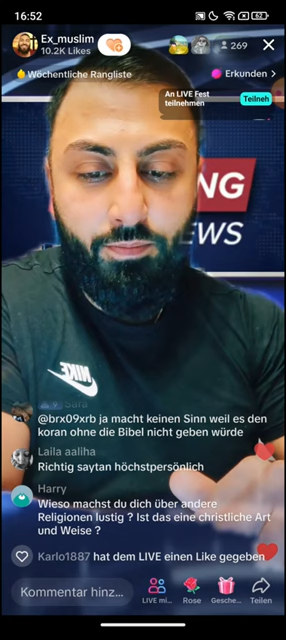 16:52
62
Ex_muslim
10.2K Likes
269
Wöchentliche Rangliste
Erkunden >
An LIVE Fest
teilnehmen
Teilneh
NG
EWS
NIKE
@brx09xrb ja macht keinen Sinn weil es den
koran ohne die Bibel nicht geben würde
Laila aaliha
Richtig saytan höchstpersönlich
Harry
Wieso machst du dich über andere
Religionen lustig ? Ist das eine christliche Art
und Weise ?
Karlo1887 hat dem LIVE einen Like gegeben
Kommentar hinz...
LIVE mi...
Rose
Gesche...
Teilen